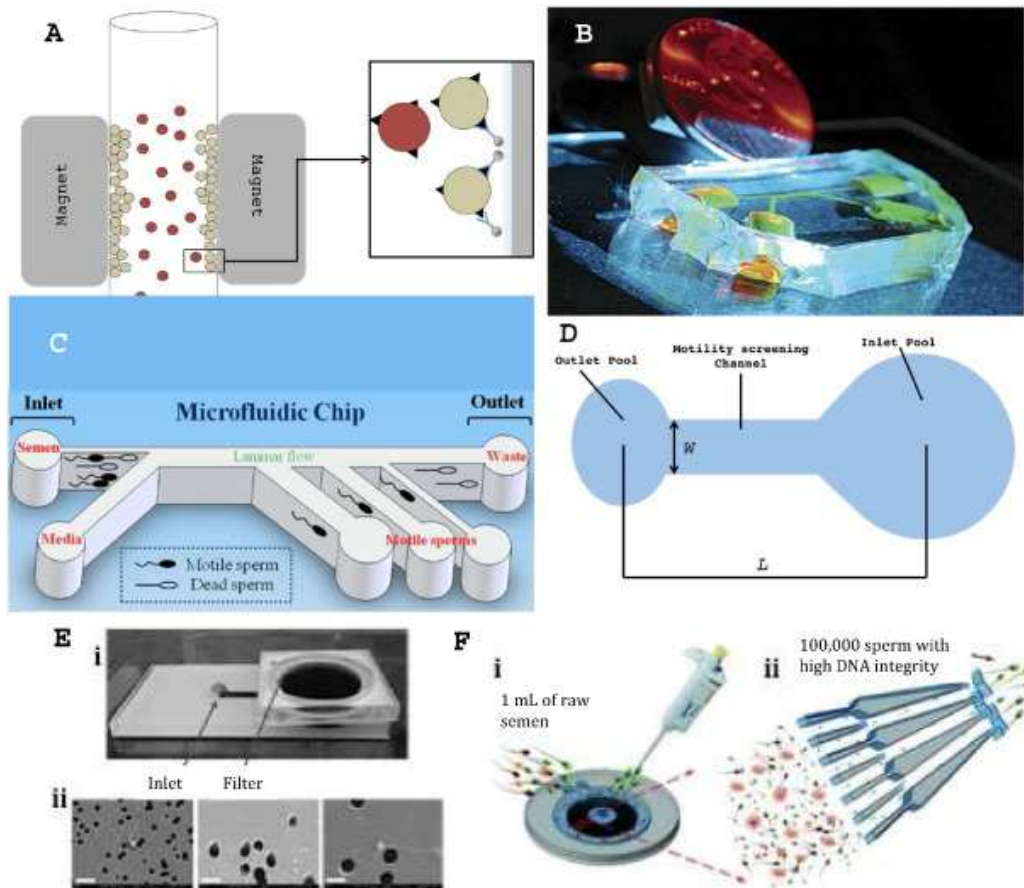 A
Magnet
Magnet
B
C
Inlet
Microfluidic Chip
Outlet
Semen
Laminar flow
Waste
Media
Motile sperms
Motile sperm
Dead sperm
D
Outlet Pool
Motility screening
Channel
Inlet Pool
W
L
E
i
Inlet
Filter
ii
F
i
1 mL of raw
semen
ii
100,000 sperm with
high DNA integrity